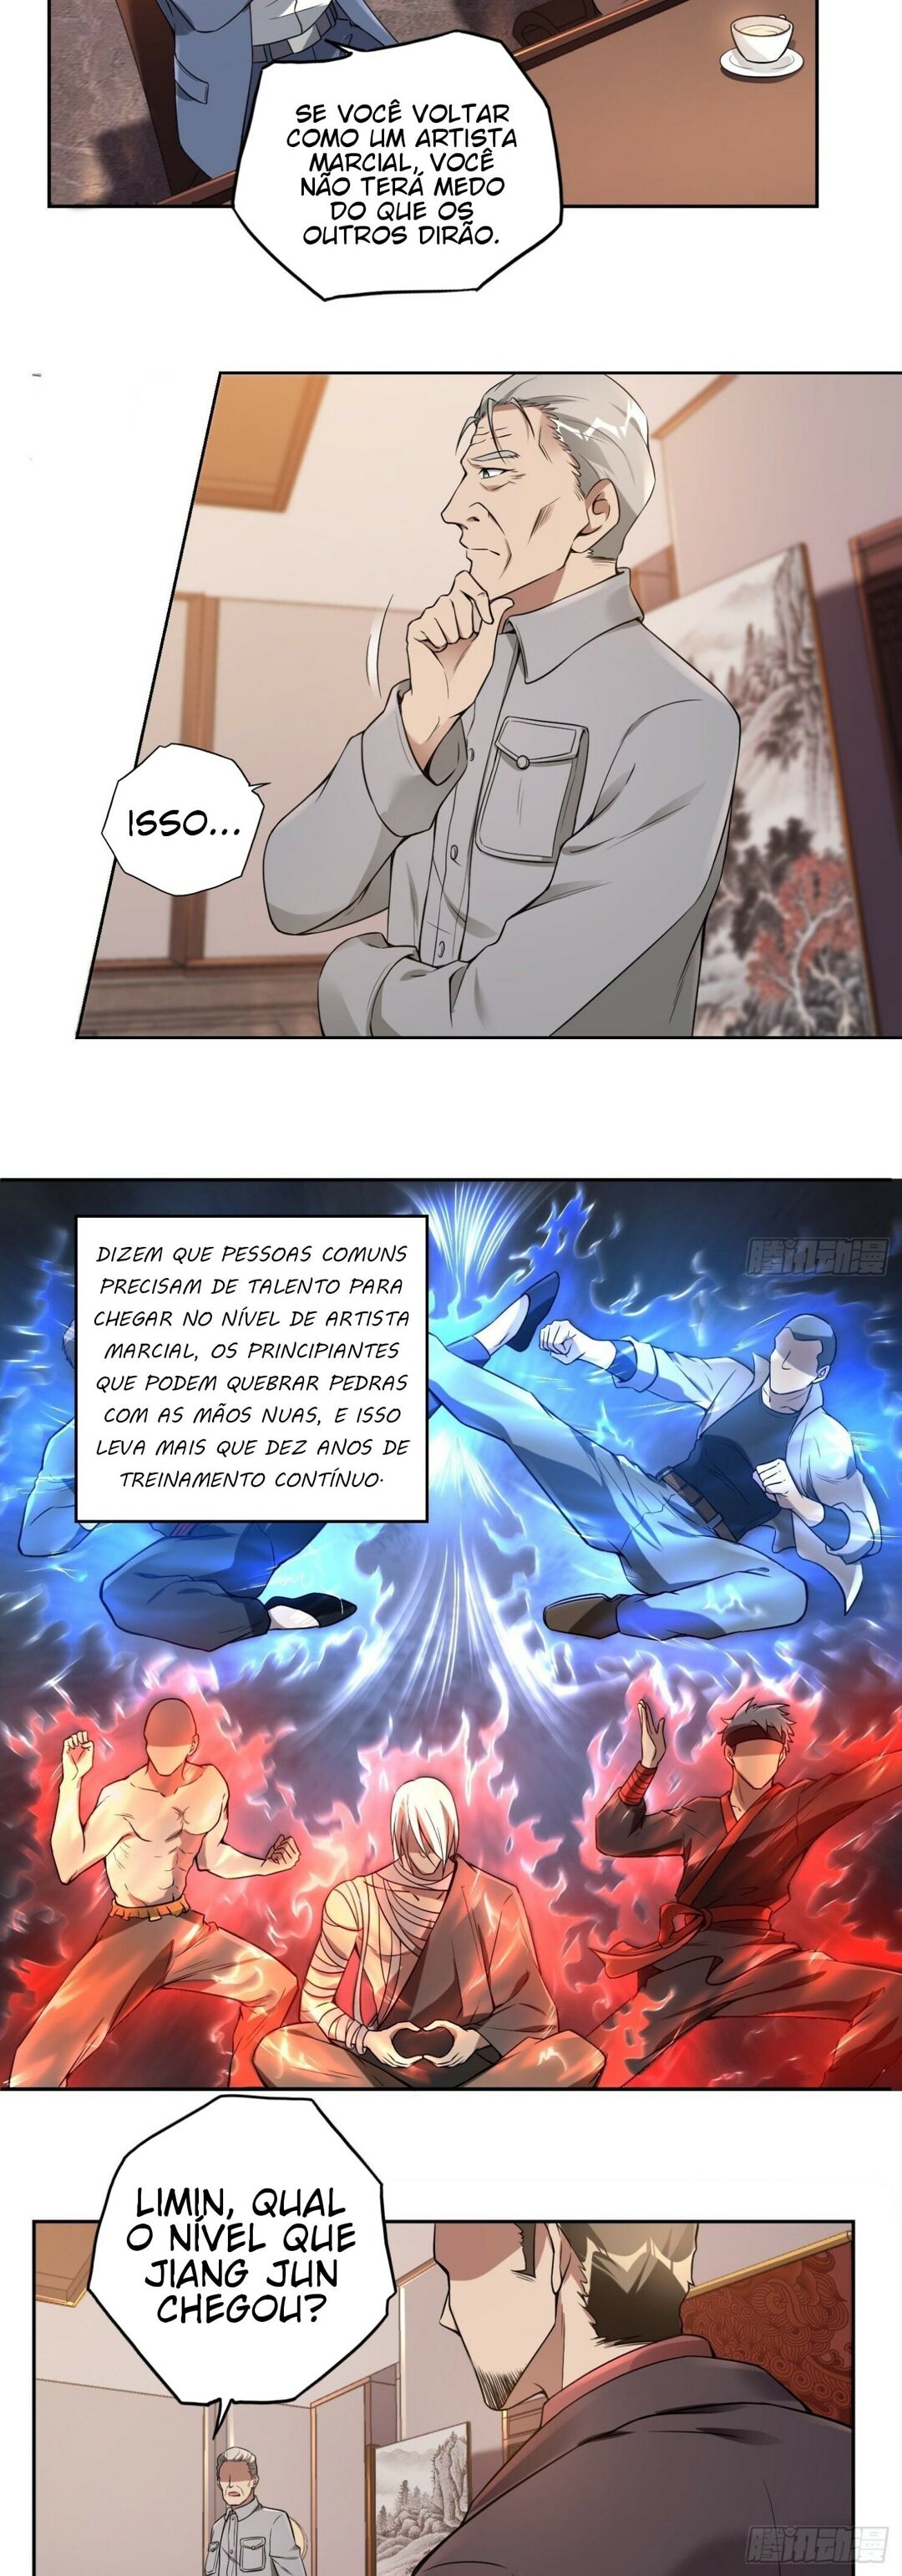 SE VOCÊ VOLTAR
COMO UM ARTISTA
MARCIAL, VOCÊ
NÃO TERÁ MEDO
DO QUE OS
OUTROS DIRÃO.
ISSO...
腾讯动漫
DIZEM QUE PESSOAS COMUNS
PRECISAM DE TALENTO PARA
CHEGAR NO NÍVEL DE ARTISTA
MARCIAL, OS PRINCIPIANTES
QUE PODEM QUEBRAR PEDRAS
COM AS MÃOS NUAS, E ISSO
LEVA MAIS QUE DEZ ANOS DE
TREINAMENTO CONTÍNUO.
LIMIN, QUAL
O NÍVEL QUE
JIANG JUN
CHEGOU?
腾讯动漫